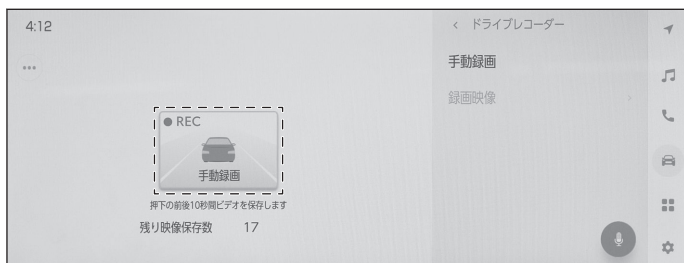 4:12
ドライブレコーダー
手動録画
録画映像
REC
手動録画
押下の前後10秒間ビデオを保存します
残り映像保存数 17